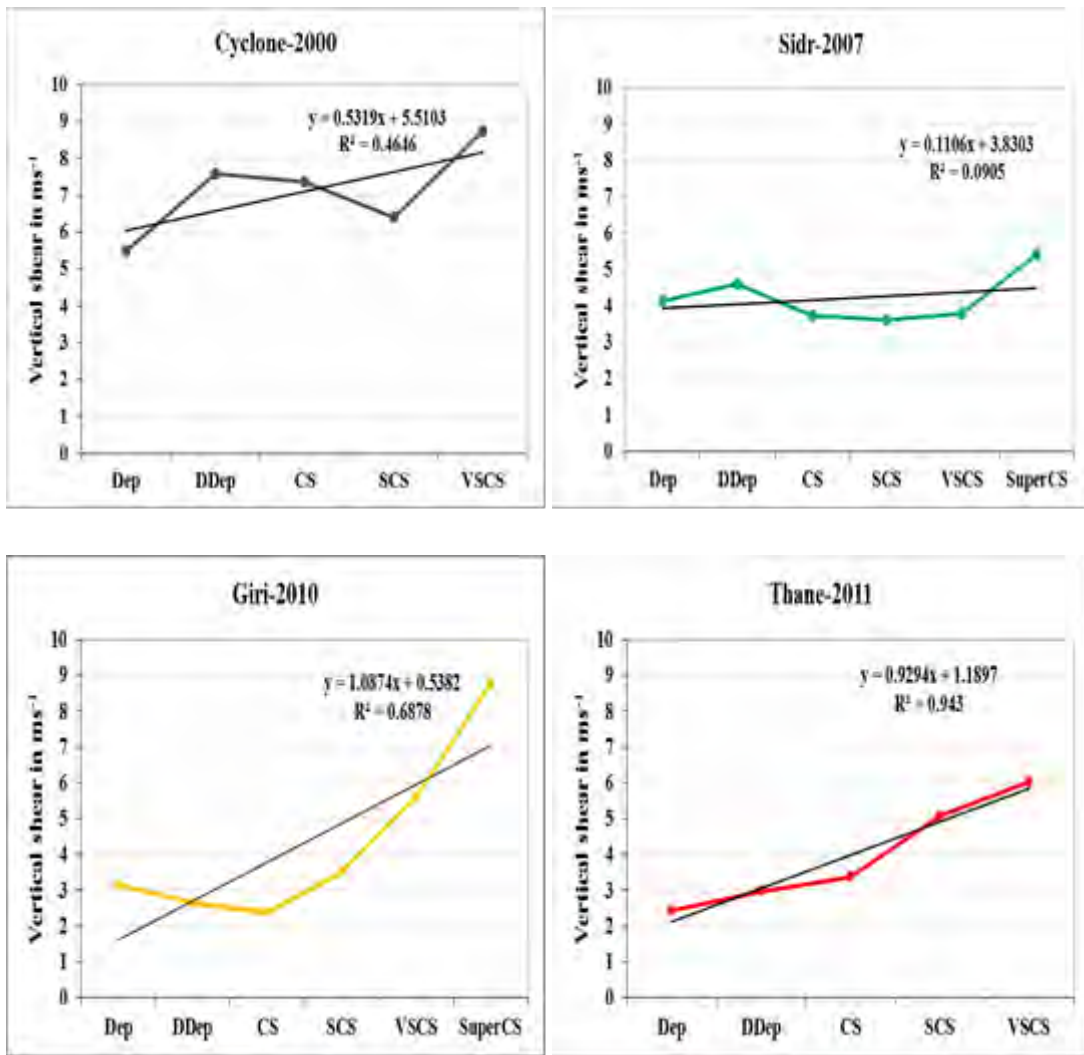 Cyclone-2000
Vertical shear in ms⁻¹
10
9
8
7
6
5
4
3
2
1
0
y = 0.5319x + 5.5103
R² = 0.4646
Dep DDep CS SCS VSCS
Sidr-2007
Vertical shear in ms⁻¹
10
9
8
7
6
5
4
3
2
1
0
y = 0.1106x + 3.8303
R² = 0.0905
Dep DDep CS SCS VSCS SuperCS
Giri-2010
Vertical shear in ms⁻¹
10
9
8
7
6
5
4
3
2
1
0
y = 1.0874x + 0.5382
R² = 0.6878
Dep DDep CS SCS VSCS SuperCS
Thane-2011
Vertical shear in ms⁻¹
10
9
8
7
6
5
4
3
2
1
0
y = 0.9294x + 1.1897
R² = 0.943
Dep DDep CS SCS VSCS